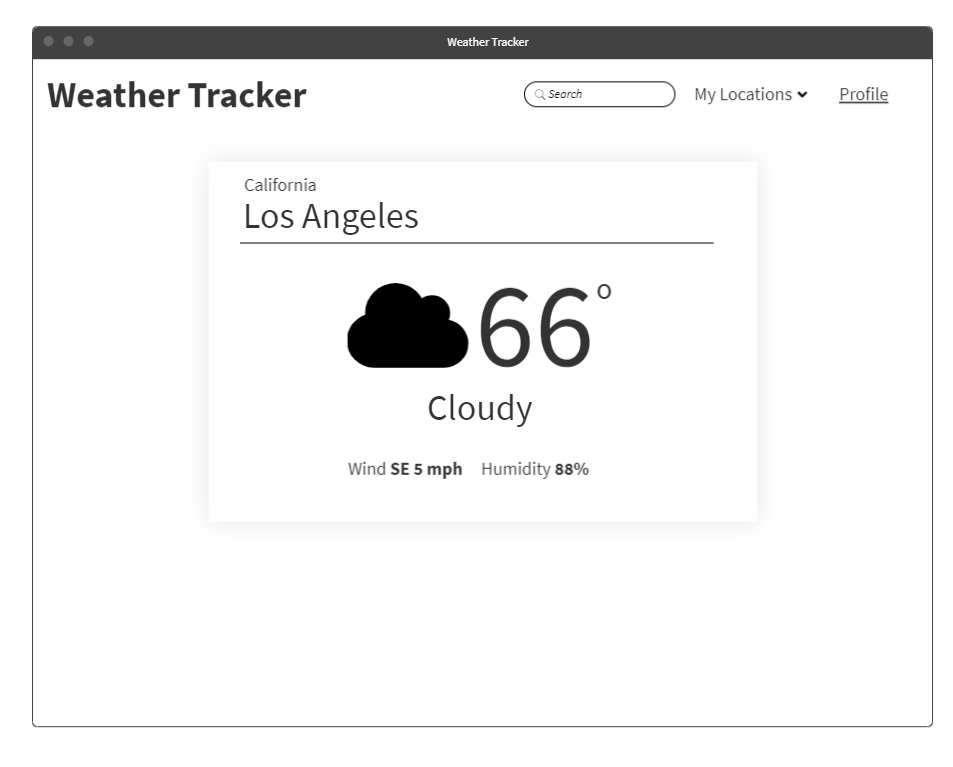 Weather Tracker
Weather Tracker
Search
My Locations
Profile
California
Los Angeles
66°
Cloudy
Wind SE 5 mph Humidity 88%